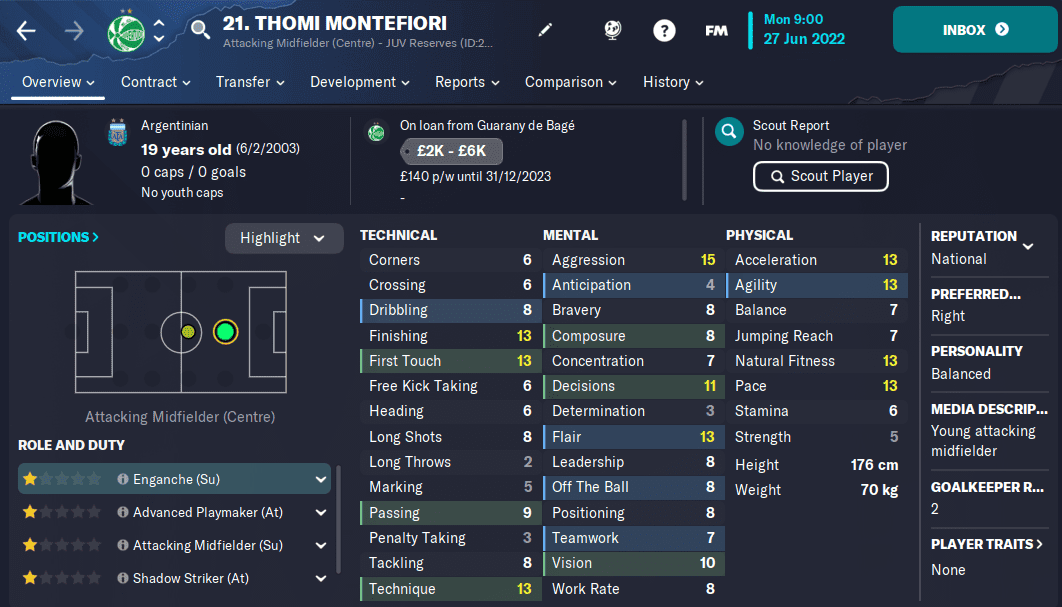 21. THOMI MONTEFIORI
Attacking Midfielder (Centre) - JUV Reserves (ID:2...
?
FM
Mon 9:00
27 Jun 2022
INBOX
Overview
Contract
Transfer
Development
Reports
Comparison
History
Argentinian
19 years old (6/2/2003)
0 caps / 0 goals
No youth caps
On loan from Guarany de Bagé
£2K - £6K
£140 p/w until 31/12/2023
-
Scout Report
No knowledge of player
Scout Player
POSITIONS >
Highlight
Attacking Midfielder (Centre)
ROLE AND DUTY
Enganche (Su)
Advanced Playmaker (At)
Attacking Midfielder (Su)
Shadow Striker (At)
TECHNICAL
Corners 6
Crossing 6
Dribbling 8
Finishing 13
First Touch 13
Free Kick Taking 6
Heading 6
Long Shots 8
Long Throws 2
Marking 5
Passing 9
Penalty Taking 3
Tackling 8
Technique 13
MENTAL
Aggression 15
Anticipation 4
Bravery 8
Composure 8
Concentration 7
Decisions 11
Determination 3
Flair 13
Leadership 8
Off The Ball 8
Positioning 8
Teamwork 7
Vision 10
Work Rate 8
PHYSICAL
Acceleration 13
Agility 13
Balance 7
Jumping Reach 7
Natural Fitness 13
Pace 13
Stamina 6
Strength 5
Height 176 cm
Weight 70 kg
REPUTATION
National
PREFERRED...
Right
PERSONALITY
Balanced
MEDIA DESCRIP...
Young attacking
midfielder
GOALKEEPER R...
2
PLAYER TRAITS >
None